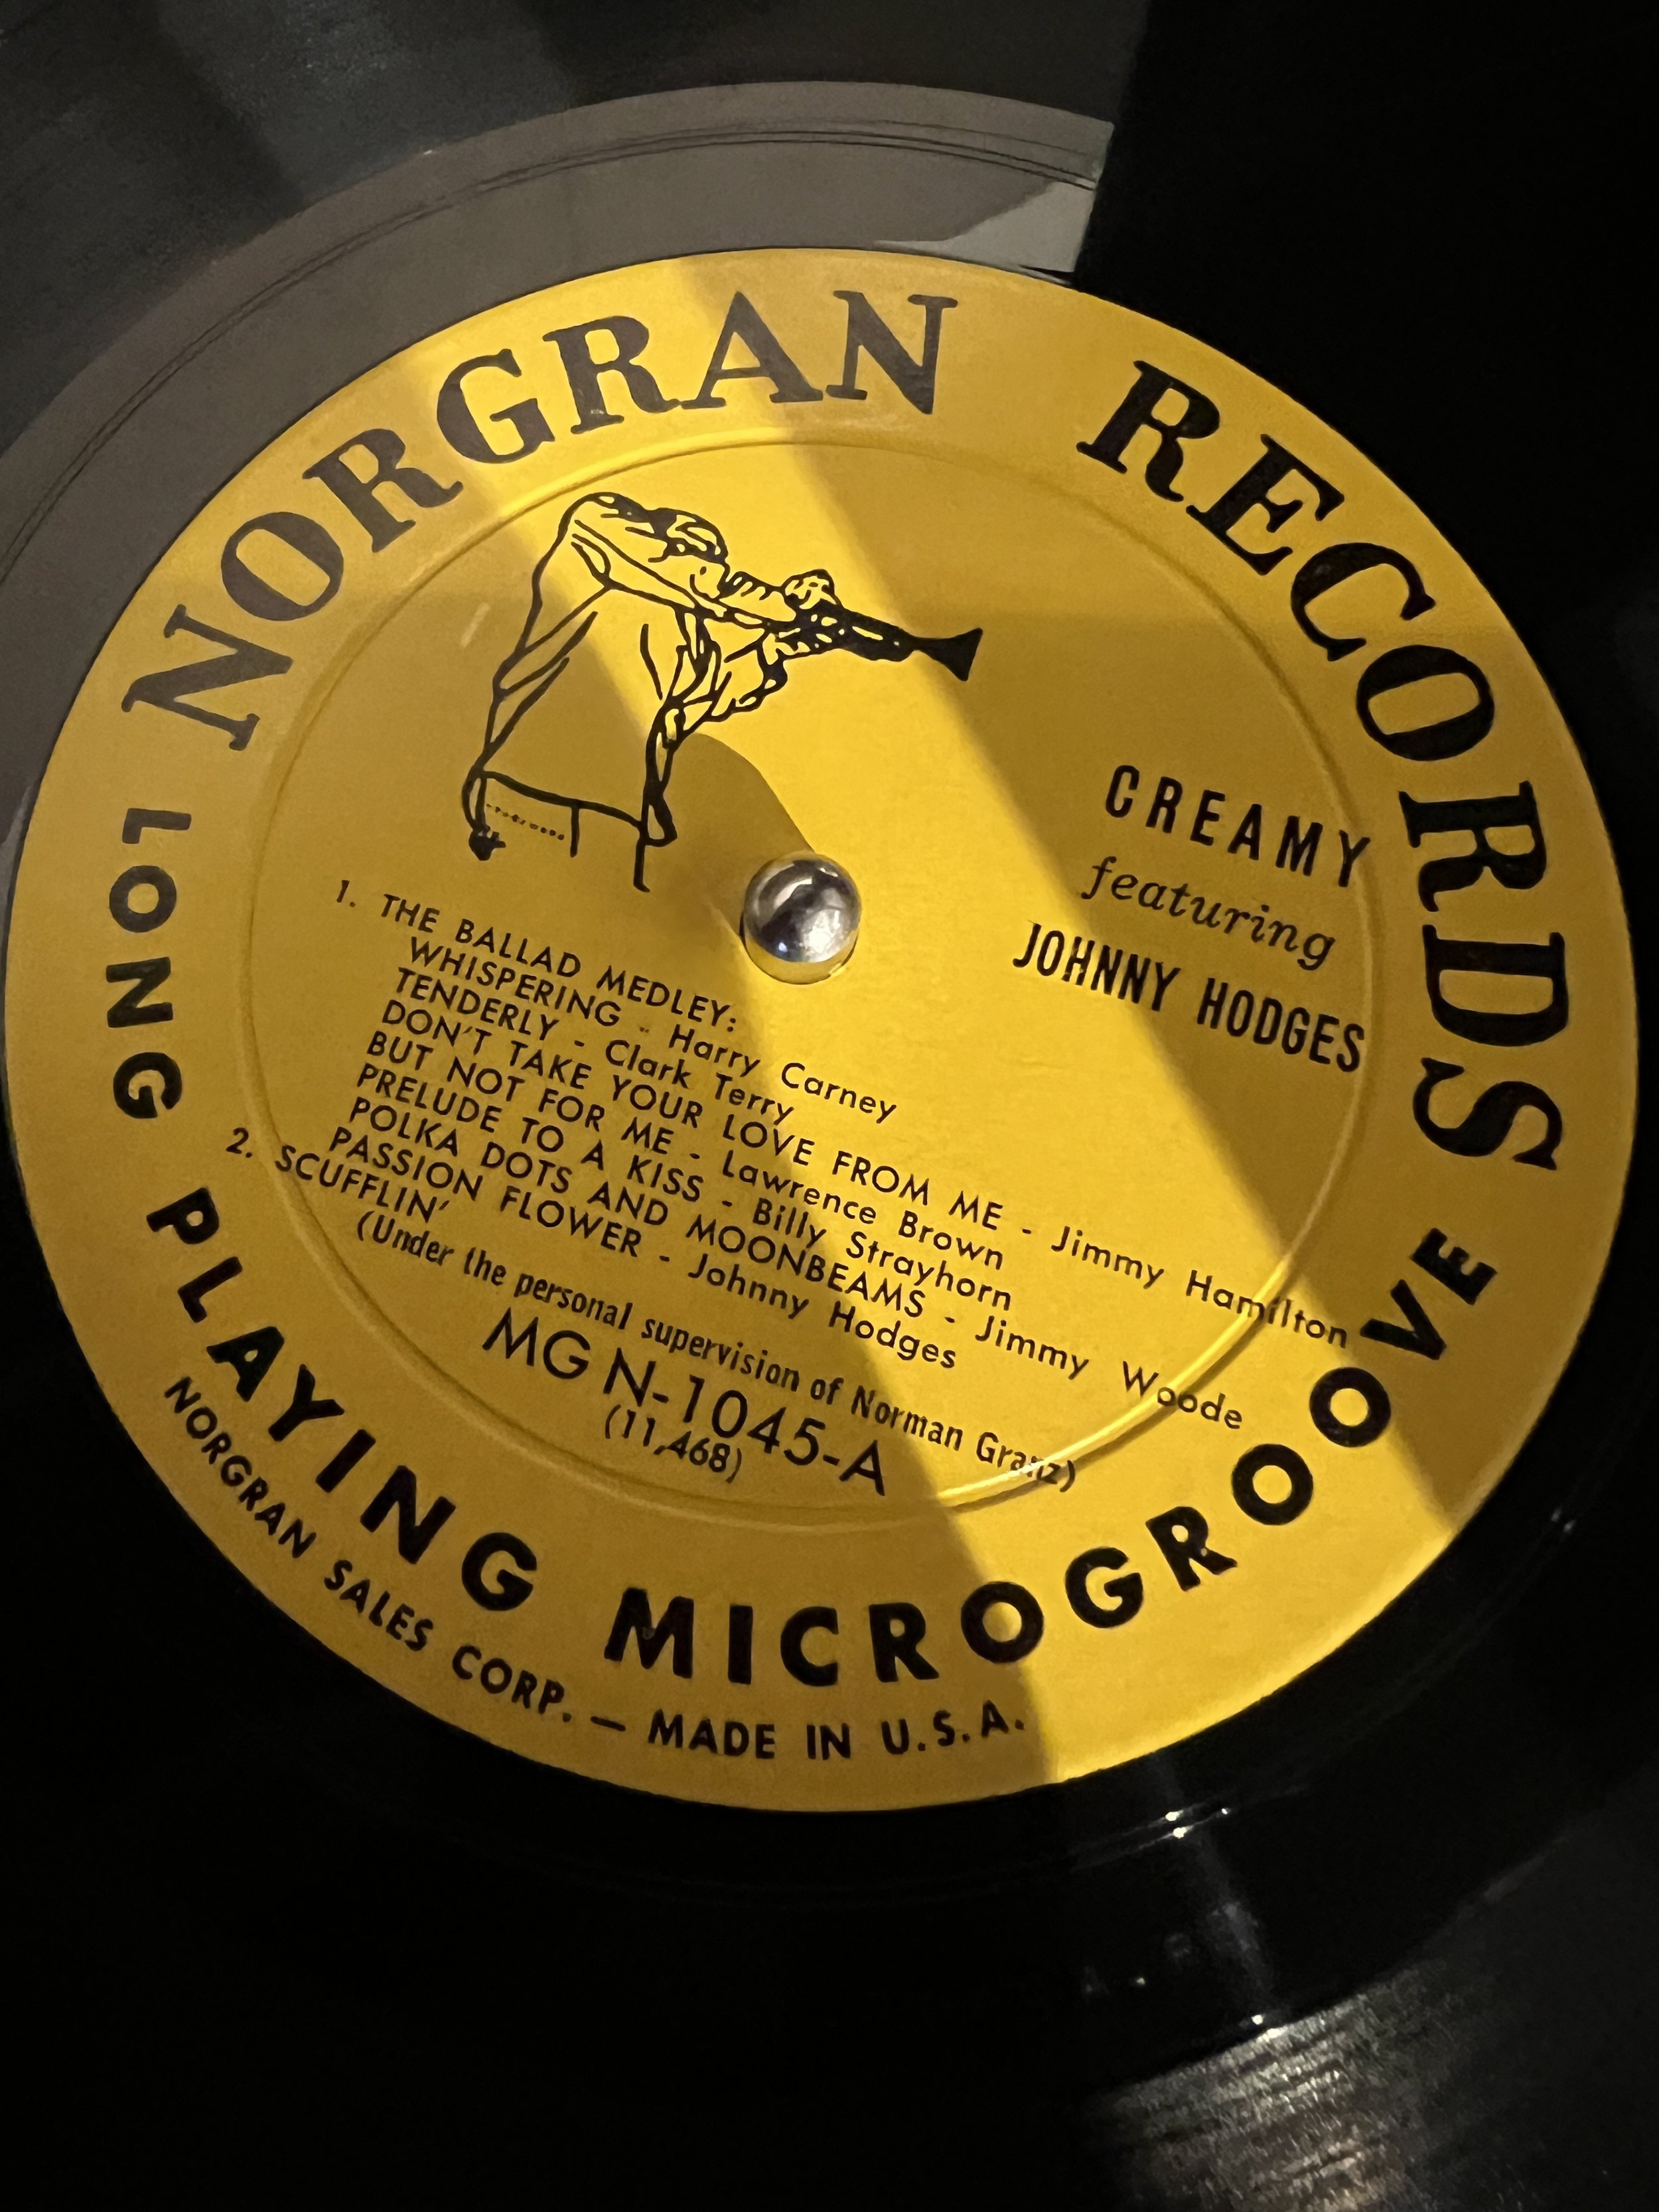 NORGRAN RECORDS
CREAMY
featuring
JOHNNY HODGES
1. THE BALLAD MEDLEY:
WHISPERING - Harry Carney
TENDERLY - Clark Terry
DON'T TAKE YOUR LOVE FROM ME - Jimmy Hamilton
BUT NOT FOR ME - Lawrence Brown
PRELUDE TO A KISS - Billy Strayhorn
POLKA DOTS AND MOONBEAMS - Jimmy Woode
PASSION FLOWER - Johnny Hodges
2. SCUFFLIN'
(Under the personal supervision of Norman Granz)
MG N-1045-A
(11,468)
LONG PLAYING MICROGROOVE
NORGRAN SALES CORP. — MADE IN U.S.A.